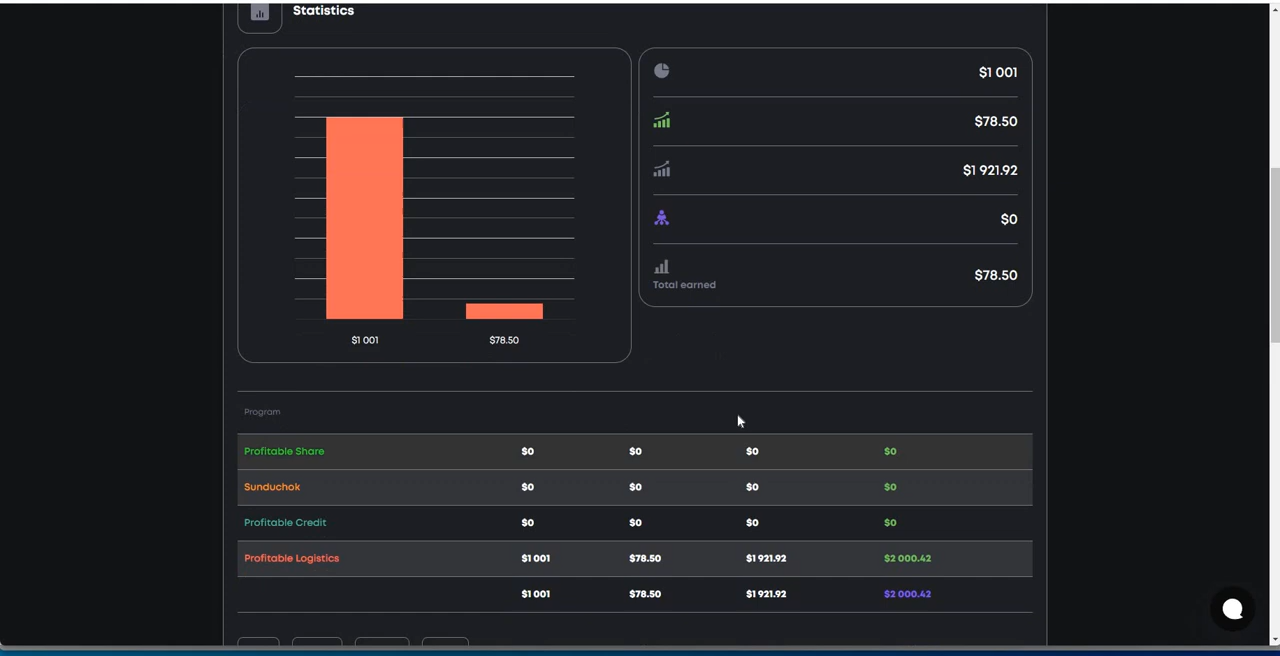 Statistics
$1 001
$78.50
$1 921.92
$0
Total earned
$78.50
$1 001 $78.50
Program
Profitable Share $0 $0 $0 $0
Sunduchok $0 $0 $0 $0
Profitable Credit $0 $0 $0 $0
Profitable Logistics $1 001 $78.50 $1 921.92 $2 000.42
$1 001 $78.50 $1 921.92 $2 000.42